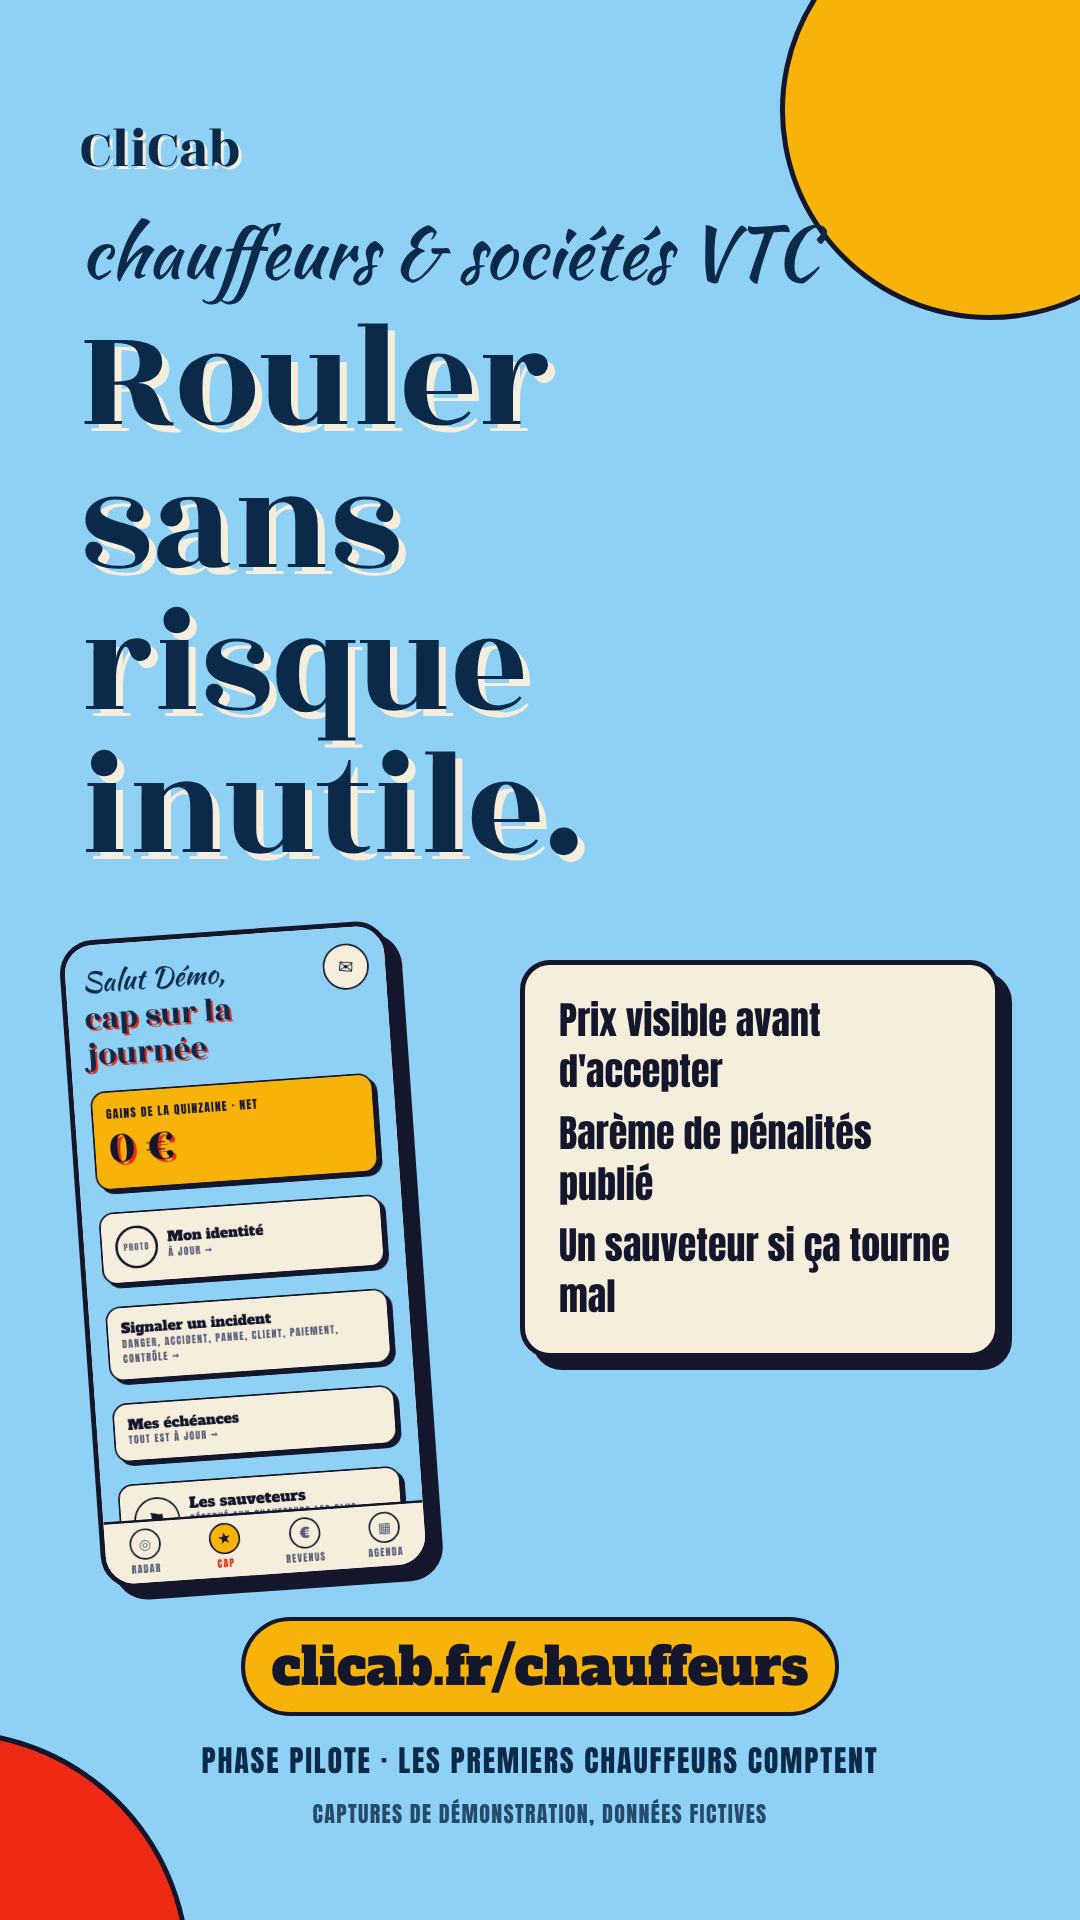 CliCab
chauffeurs & sociétés VTC
Rouler
sans
risque
inutile.
Salut Démo,
cap sur la
journée
GAINS DE LA QUINZAINE · NET
0 €
PHOTO
Mon identité
À JOUR →
Signaler un incident
DANGER, ACCIDENT, PANNE, CLIENT, PAIEMENT,
CONTRÔLE →
Mes échéances
TOUT EST À JOUR →
Les sauveteurs
RADAR
CAP
€
REVENUS
AGENDA
Prix visible avant
d'accepter
Barème de pénalités
publié
Un sauveteur si ça tourne
mal
clicab.fr/chauffeurs
PHASE PILOTE · LES PREMIERS CHAUFFEURS COMPTENT
CAPTURES DE DÉMONSTRATION, DONNÉES FICTIVES